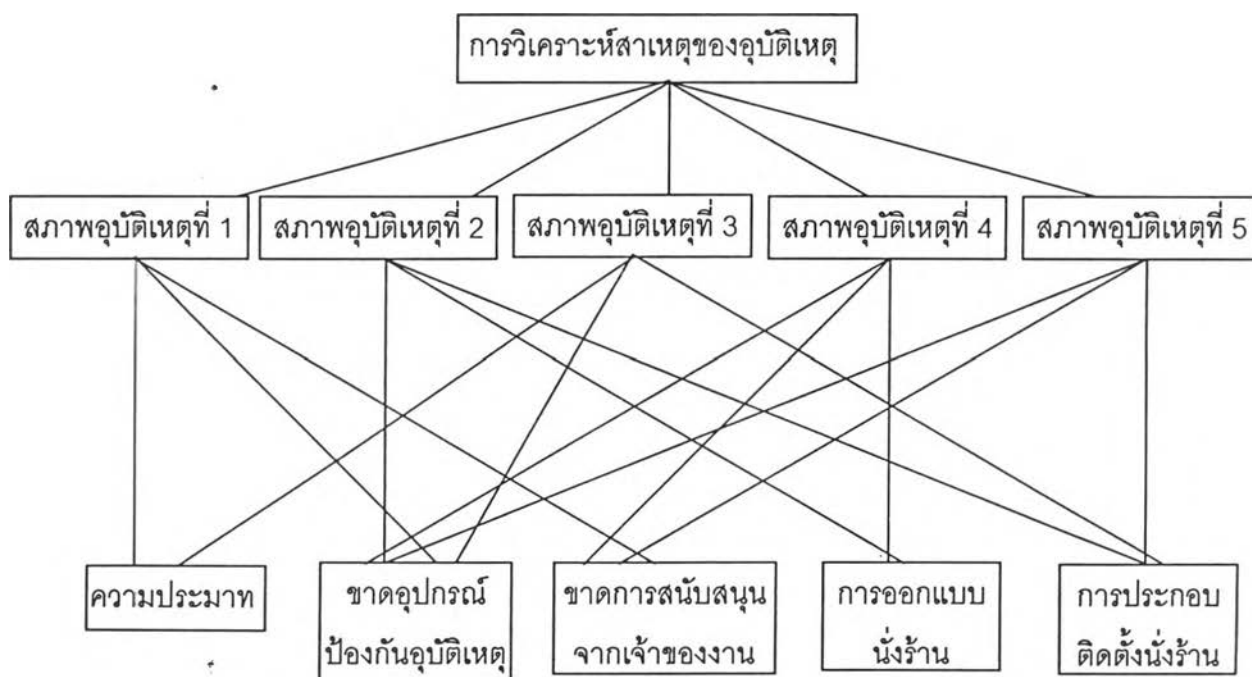 การวิเคราะห์สาเหตุของอุบัติเหตุ
สภาพอุบัติเหตุที่ 1
สภาพอุบัติเหตุที่ 2
สภาพอุบัติเหตุที่ 3
สภาพอุบัติเหตุที่ 4
สภาพอุบัติเหตุที่ 5
ความประมาท
ขาดอุปกรณ์
ป้องกันอุบัติเหตุ
ขาดการสนับสนุน
จากเจ้าของงาน
การออกแบบ
นั่งร้าน
การประกอบ
ติดตั้งนั่งร้าน